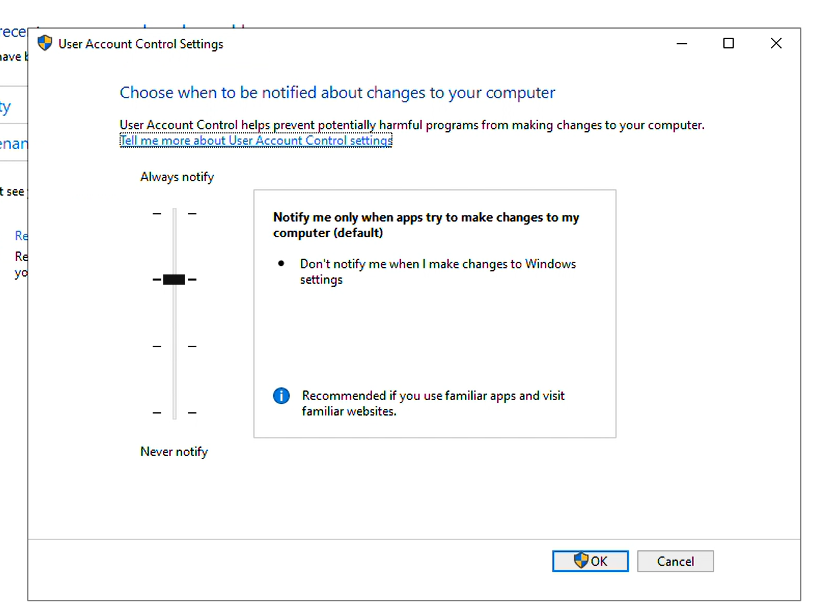 rece
have b
User Account Control Settings
Choose when to be notified about changes to your computer
User Account Control helps prevent potentially harmful programs from making changes to your computer.
Tell me more about User Account Control settings
ty
enan
t see
Re
Re
yo
Always notify
Notify me only when apps try to make changes to my
computer (default)
• Don't notify me when I make changes to Windows
settings
Recommended if you use familiar apps and visit
familiar websites.
Never notify
OK
Cancel